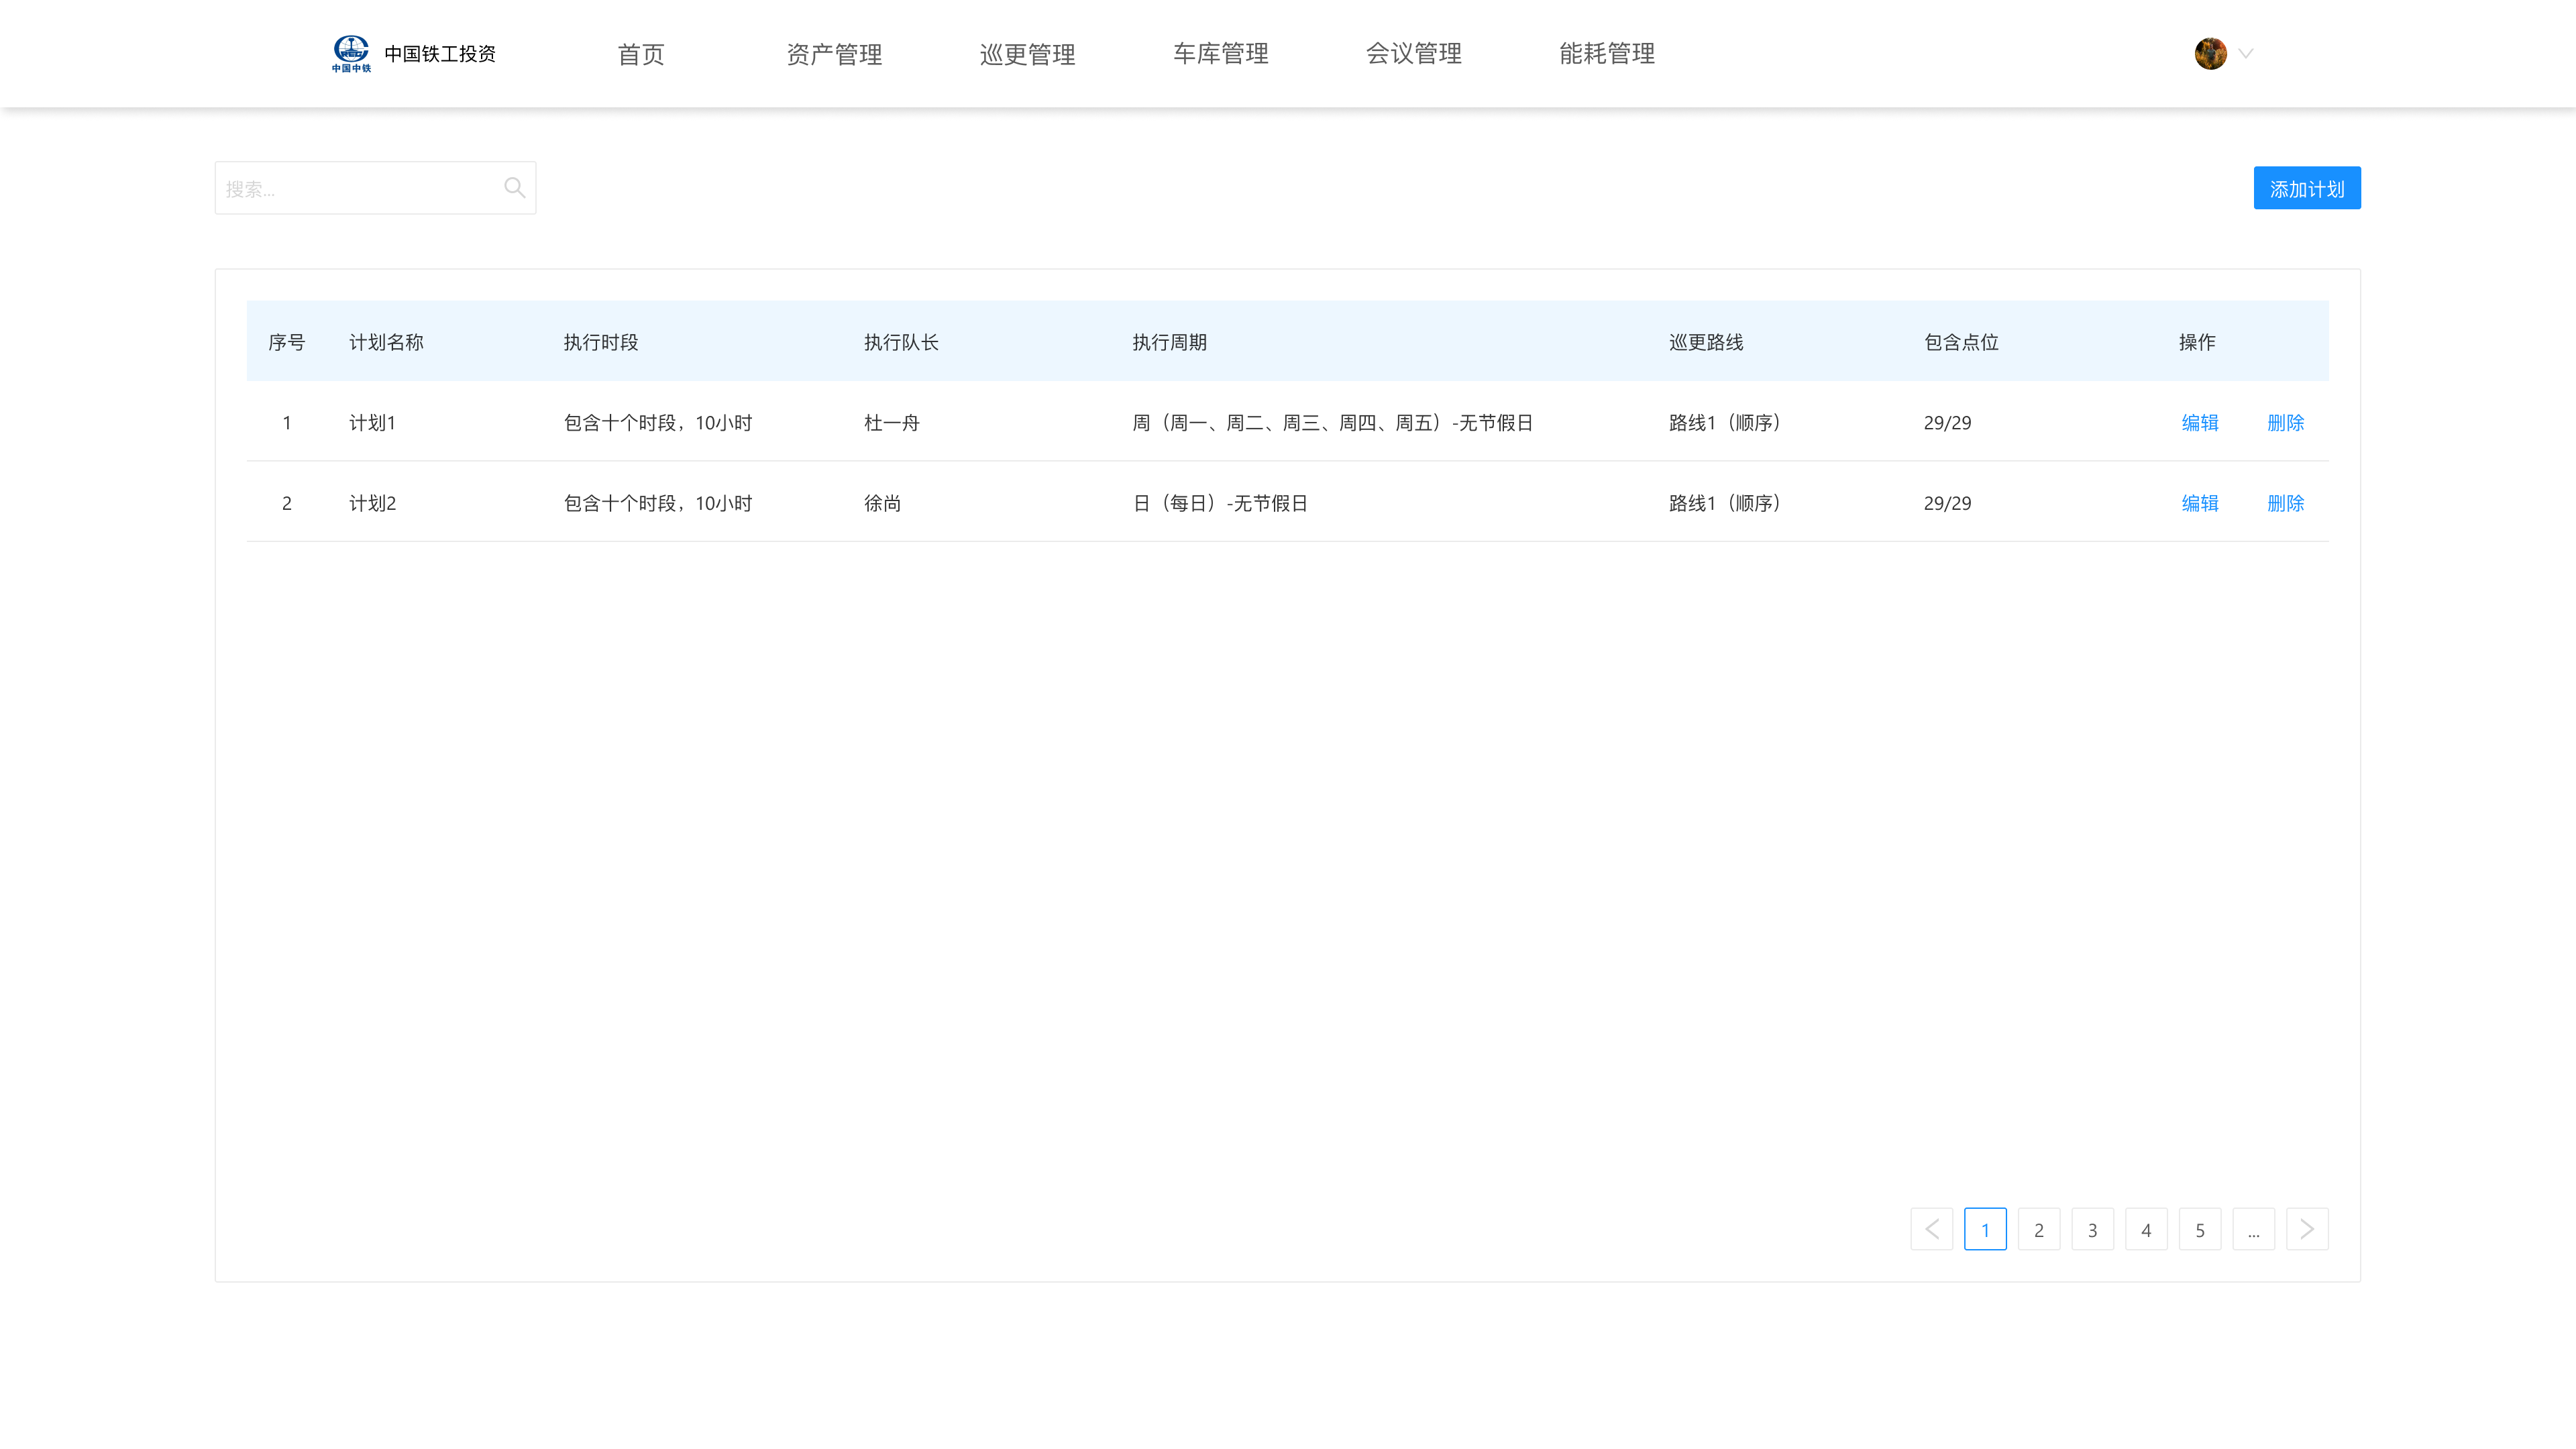 中国中铁 中国铁工投资 首页 资产管理 巡更管理 车库管理 会议管理 能耗管理
搜索... 添加计划
序号 计划名称 执行时段 执行队长 执行周期 巡更路线 包含点位 操作
1 计划1 包含十个时段，10小时 杜一舟 周（周一、周二、周三、周四、周五）-无节假日 路线1（顺序） 29/29 编辑 删除
2 计划2 包含十个时段，10小时 徐尚 日（每日）-无节假日 路线1（顺序） 29/29 编辑 删除
1 2 3 4 5 ...